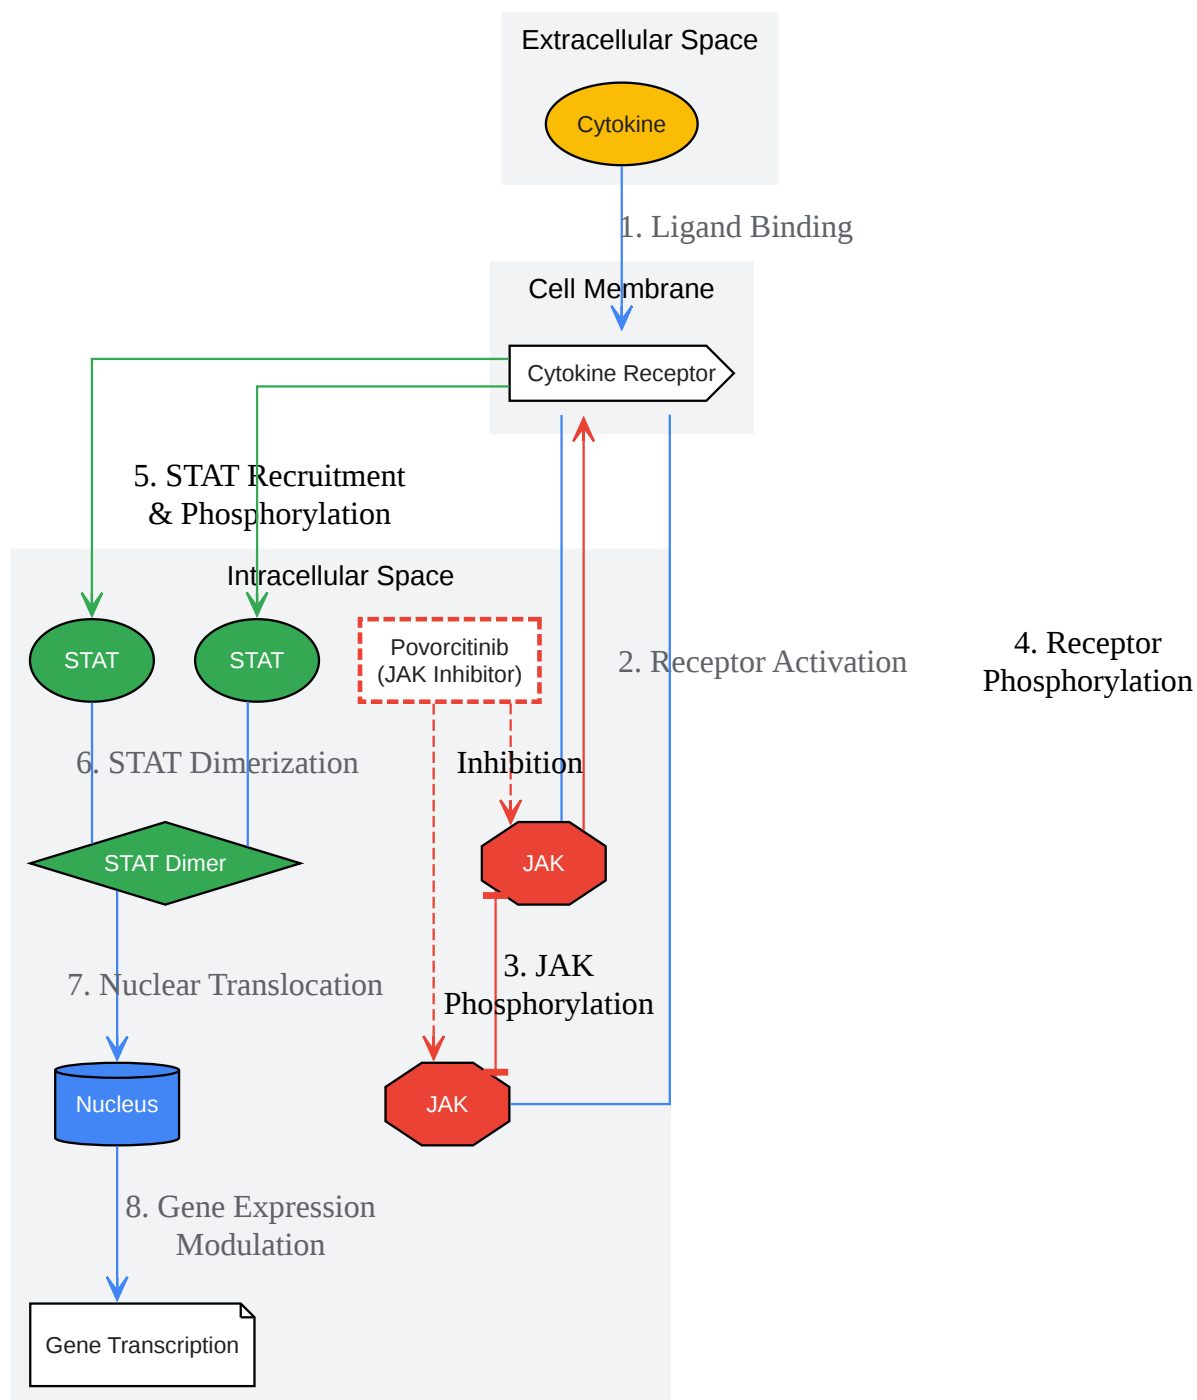 Extracellular Space
Cytokine
1. Ligand Binding
Cell Membrane
Cytokine Receptor
5. STAT Recruitment
& Phosphorylation
Intracellular Space
STAT
STAT
Povorcitinib
(JAK Inhibitor)
2. Receptor Activation
4. Receptor
Phosphorylation
6. STAT Dimerization
Inhibition
STAT Dimer
JAK
7. Nuclear Translocation
3. JAK
Phosphorylation
Nucleus
JAK
8. Gene Expression
Modulation
Gene Transcription